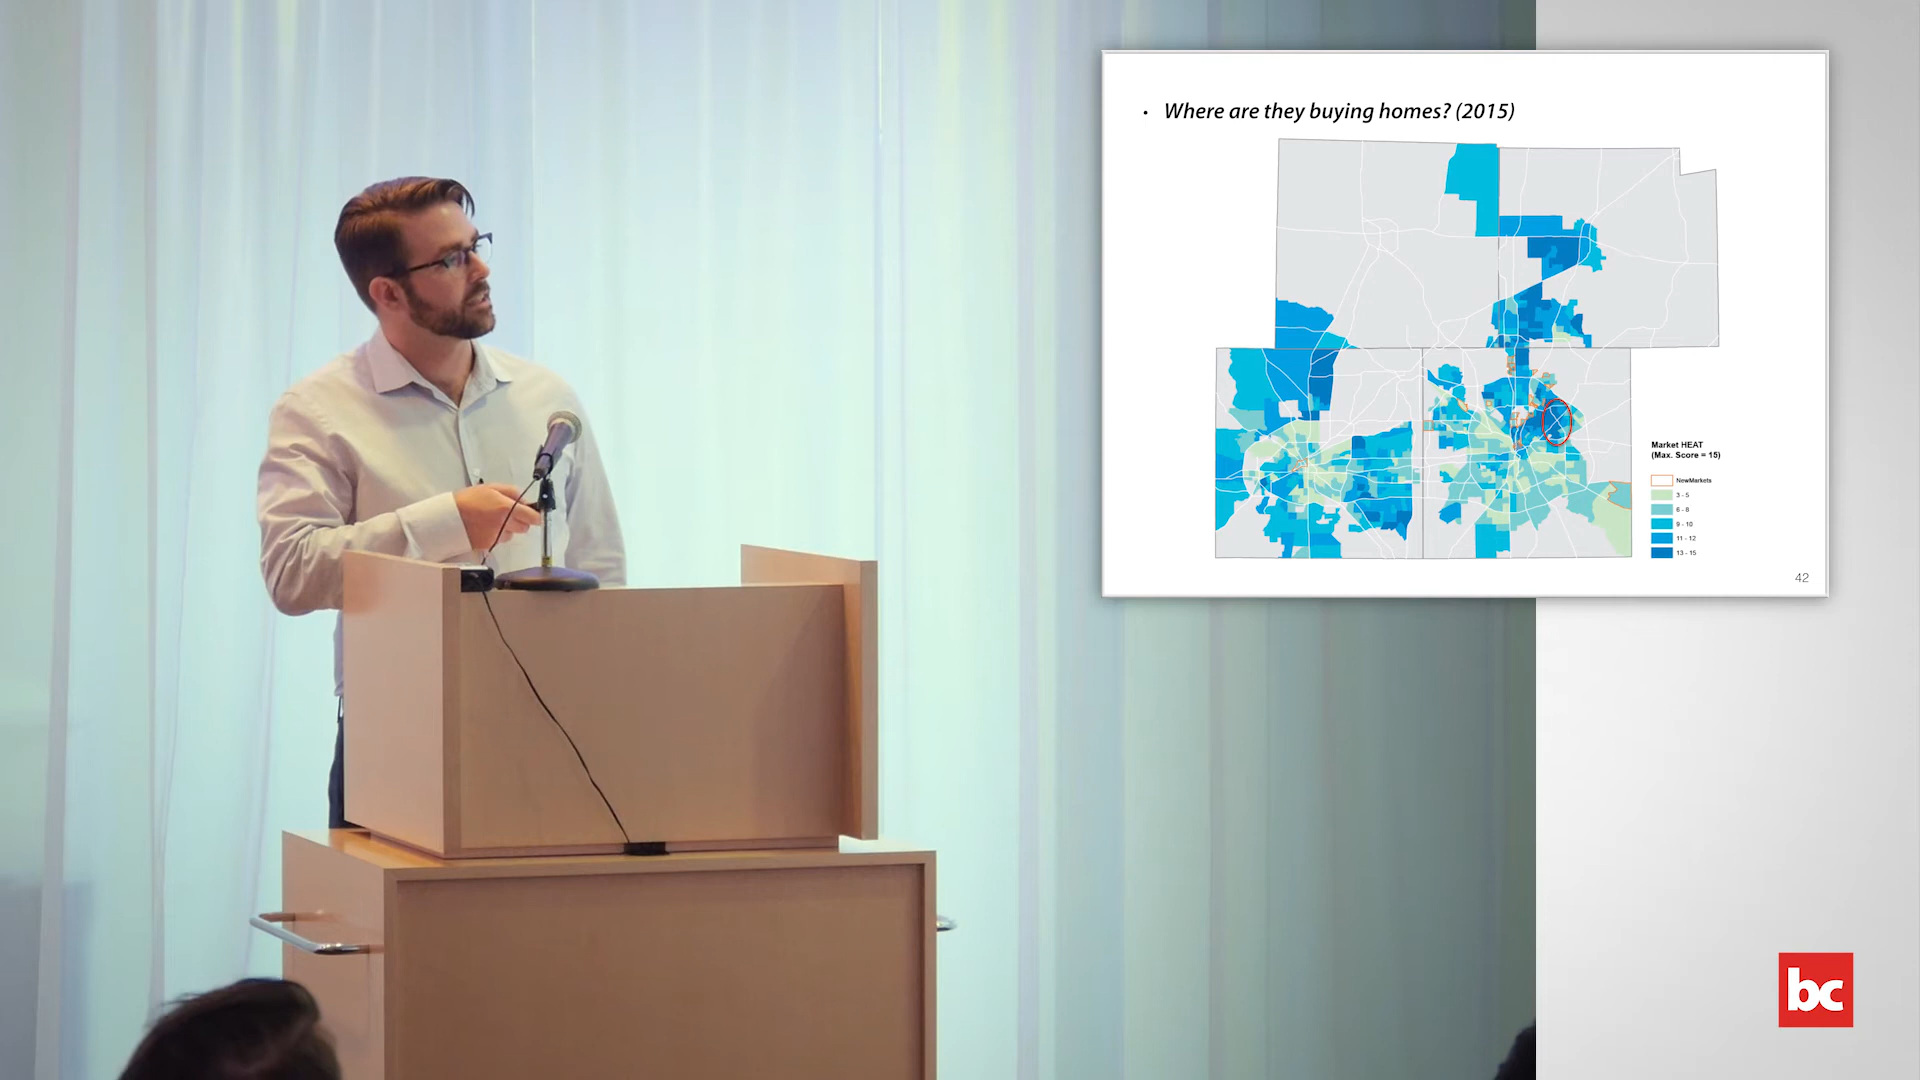 • Where are they buying homes? (2015)
Market HEAT
(Max. Score = 15)
NewMarkets
3 - 5
6 - 8
9 - 10
11 - 12
13 - 15
42
bc